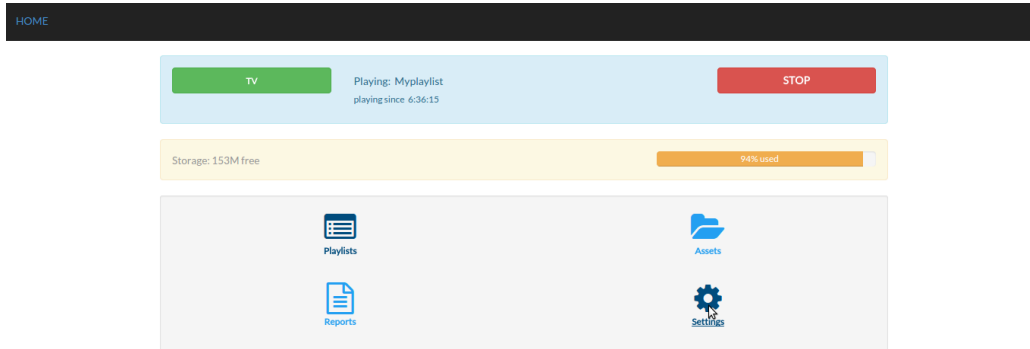 HOME
TV
Playing: Myplaylist
STOP
playing since 6:36:15
Storage: 153M free
94% used
Playlists
Assets
Reports
Settings